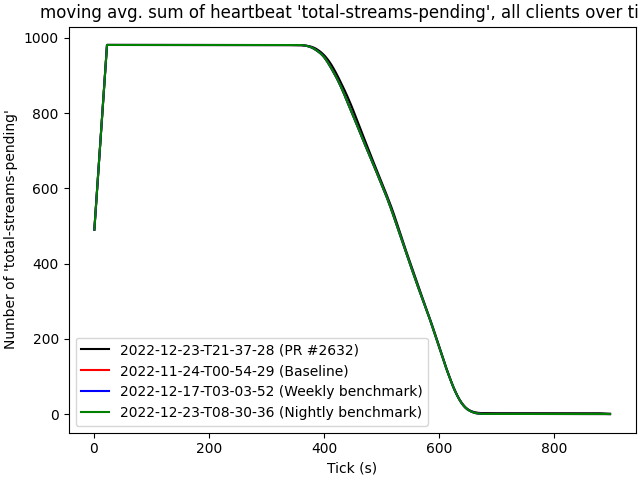 moving avg. sum of heartbeat 'total-streams-pending', all clients over ti
Number of 'total-streams-pending'
1000
800
600
400
200
0
2022-12-23-T21-37-28 (PR #2632)
2022-11-24-T00-54-29 (Baseline)
2022-12-17-T03-03-52 (Weekly benchmark)
2022-12-23-T08-30-36 (Nightly benchmark)
0 200 400 600 800
Tick (s)